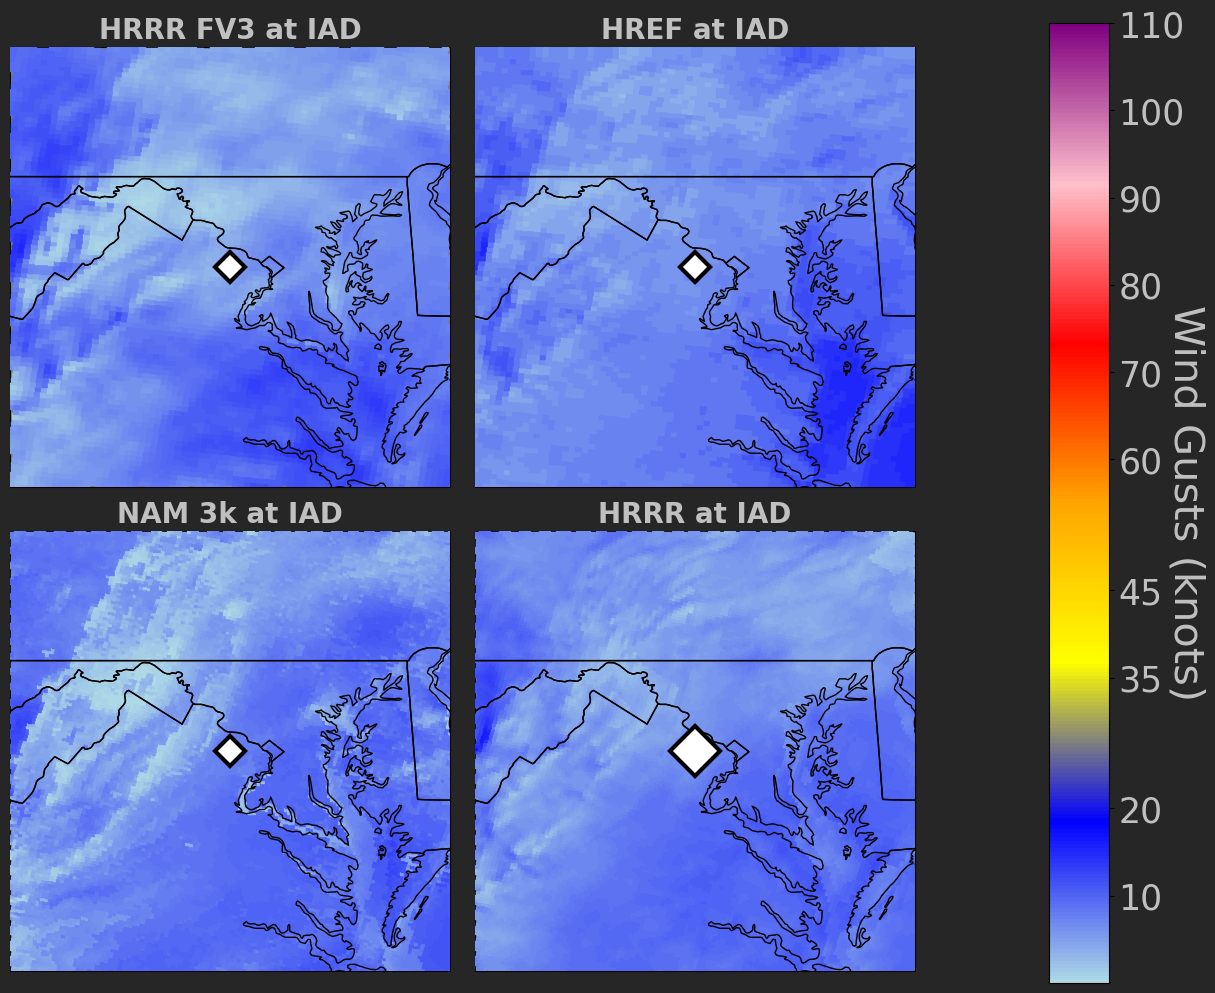 HRRR FV3 at IAD
HREF at IAD
NAM 3k at IAD
HRRR at IAD
110
100
90
80
70
60
45
35
20
10
Wind Gusts (knots)